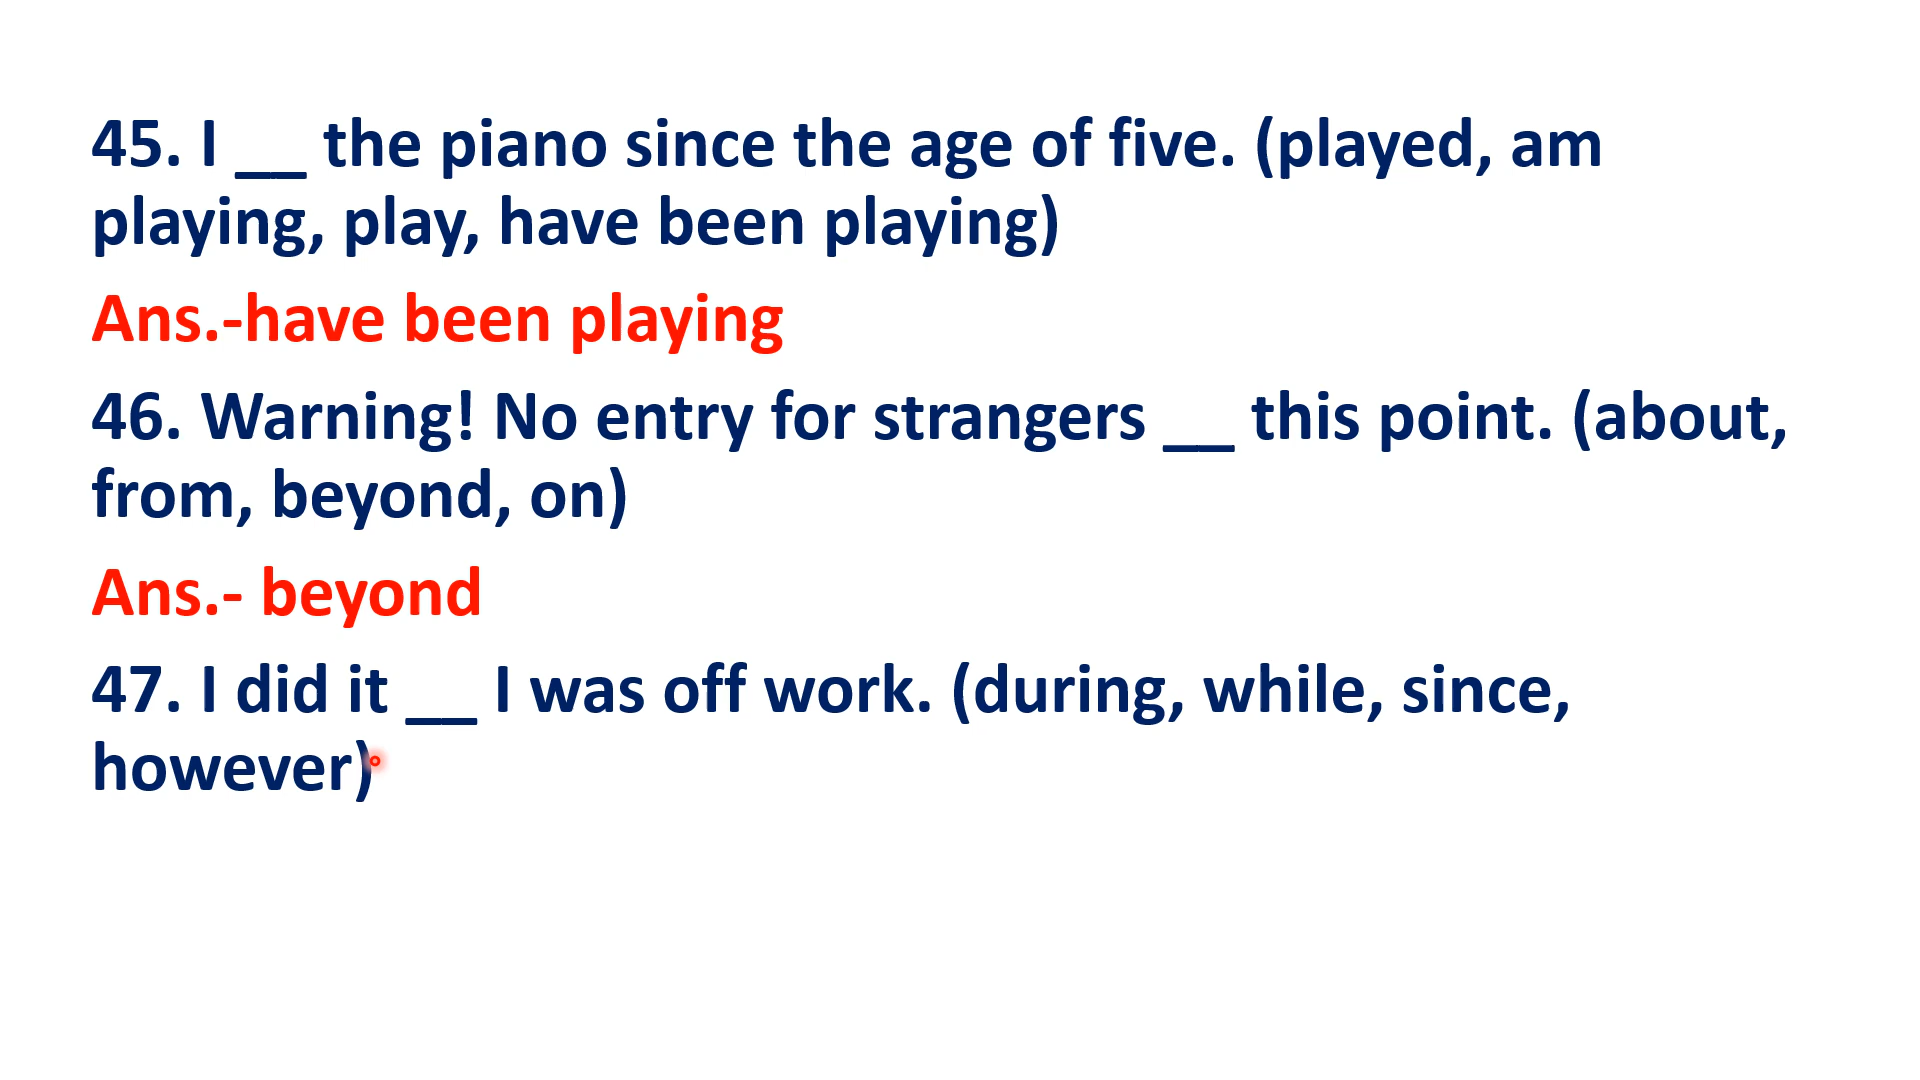 45. I __ the piano since the age of five. (played, am
playing, play, have been playing)
Ans.-have been playing
46. Warning! No entry for strangers __ this point. (about,
from, beyond, on)
Ans.- beyond
47. I did it __ I was off work. (during, while, since,
however)